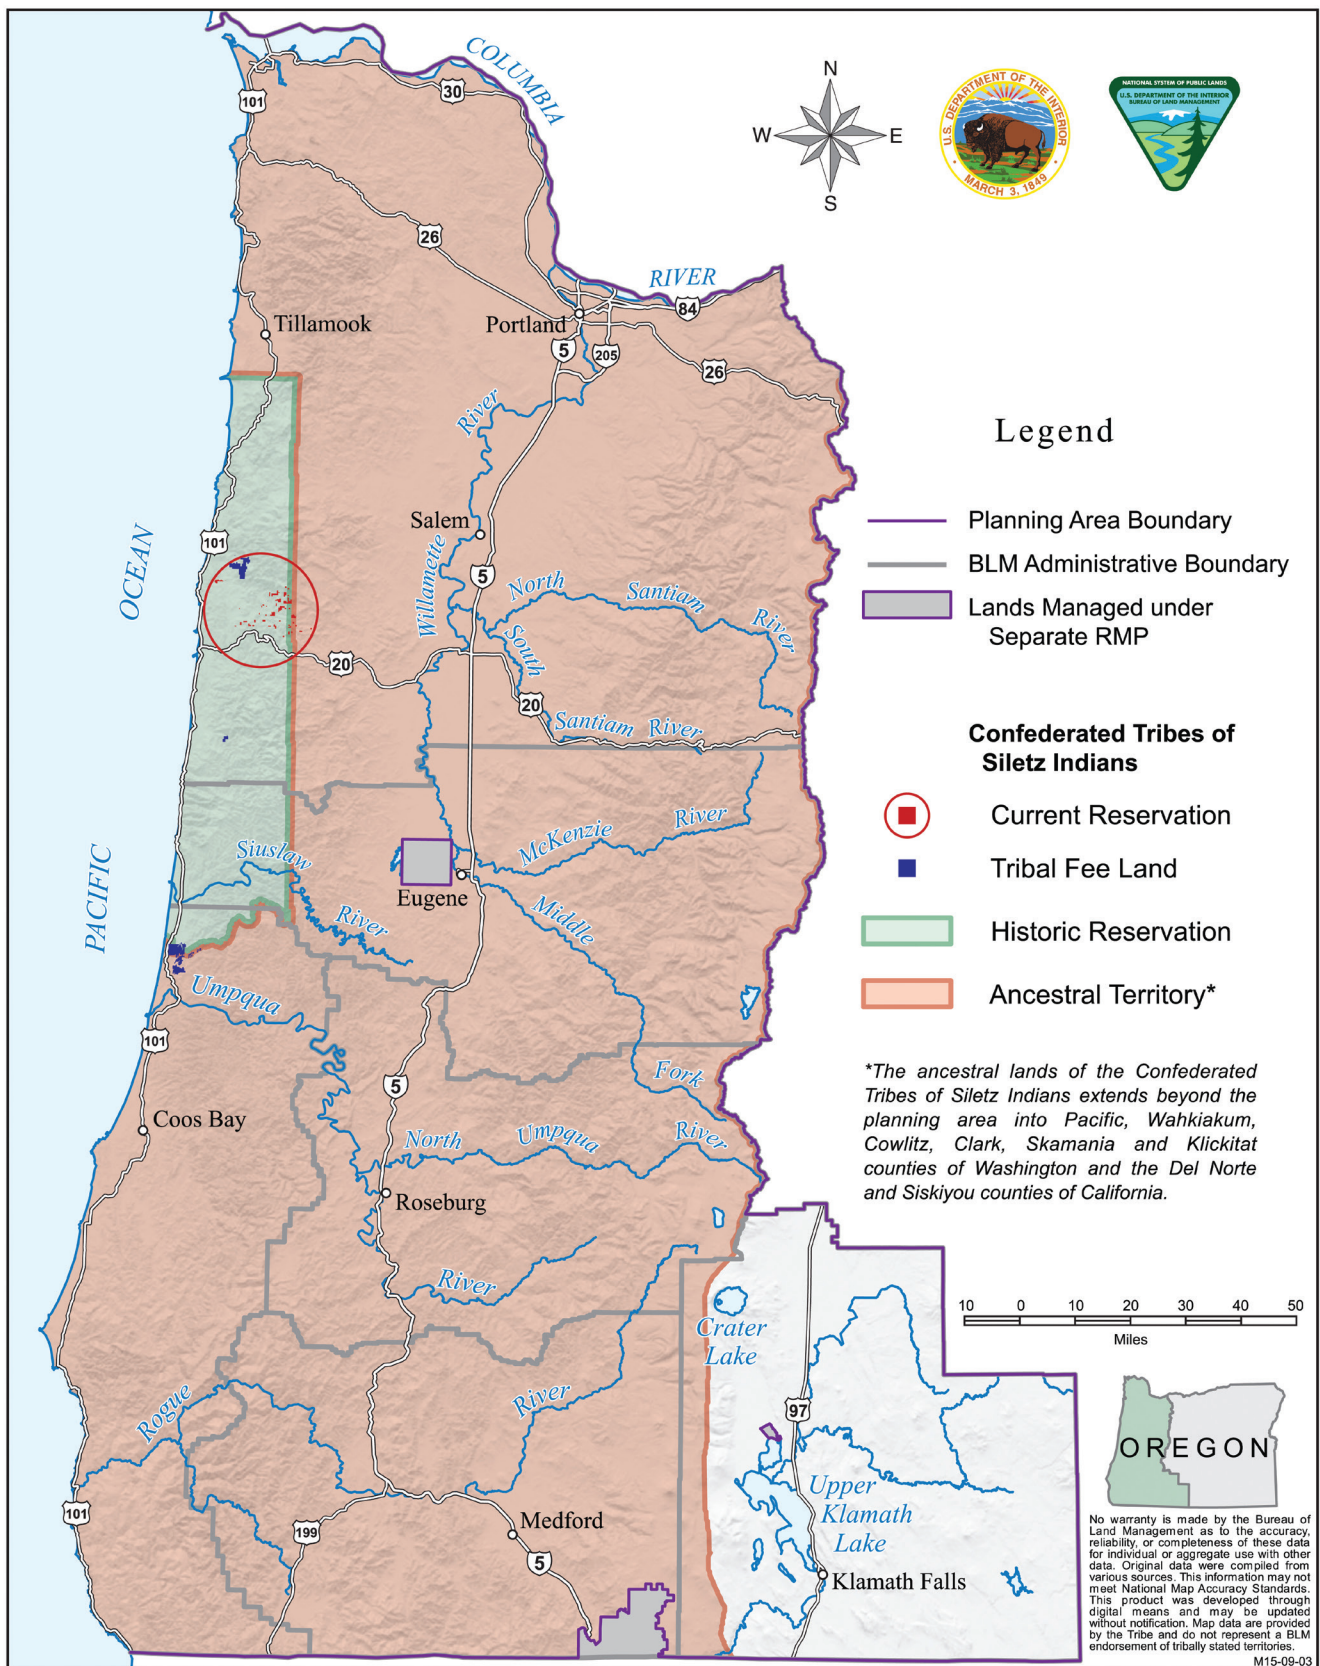 COLUMBIA
30
101
N
W
E
S
U.S. DEPARTMENT OF THE INTERIOR
MARCH 3, 1849
NATIONAL SYSTEM OF PUBLIC LANDS
U.S. DEPARTMENT OF THE INTERIOR
BUREAU OF LAND MANAGEMENT
26
RIVER
84
Tillamook
Portland
5
205
26
River
Legend
Planning Area Boundary
BLM Administrative Boundary
Lands Managed under
Separate RMP
Salem
101
OCEAN
Willamette
5
North
Santiam
River
South
20
20
Santiam River
Confederated Tribes of
Siletz Indians
Current Reservation
Tribal Fee Land
Historic Reservation
Ancestral Territory*
McKenzie
River
Siuslaw
River
Eugene
Middle
PACIFIC
Umpqua
101
Fork
5
Coos Bay
North
Umpqua
River
Roseburg
*The ancestral lands of the Confederated
Tribes of Siletz Indians extends beyond the
planning area into Pacific, Wahkiakum,
Cowlitz, Clark, Skamania and Klickitat
counties of Washington and the Del Norte
and Siskiyou counties of California.
River
Crater
Lake
10 0 10 20 30 40 50
Miles
Rogue
River
97
OREGON
Upper
Klamath
Lake
101
199
Medford
5
Klamath Falls
No warranty is made by the Bureau of
Land Management as to the accuracy,
reliability, or completeness of these data
for individual or aggregate use with other
data. Original data were compiled from
various sources. This information may not
meet National Map Accuracy Standards.
This product was developed through
digital means and may be updated
without notification. Map data are provided
by the Tribe and do not represent a BLM
endorsement of tribally stated territories.
M15-09-03